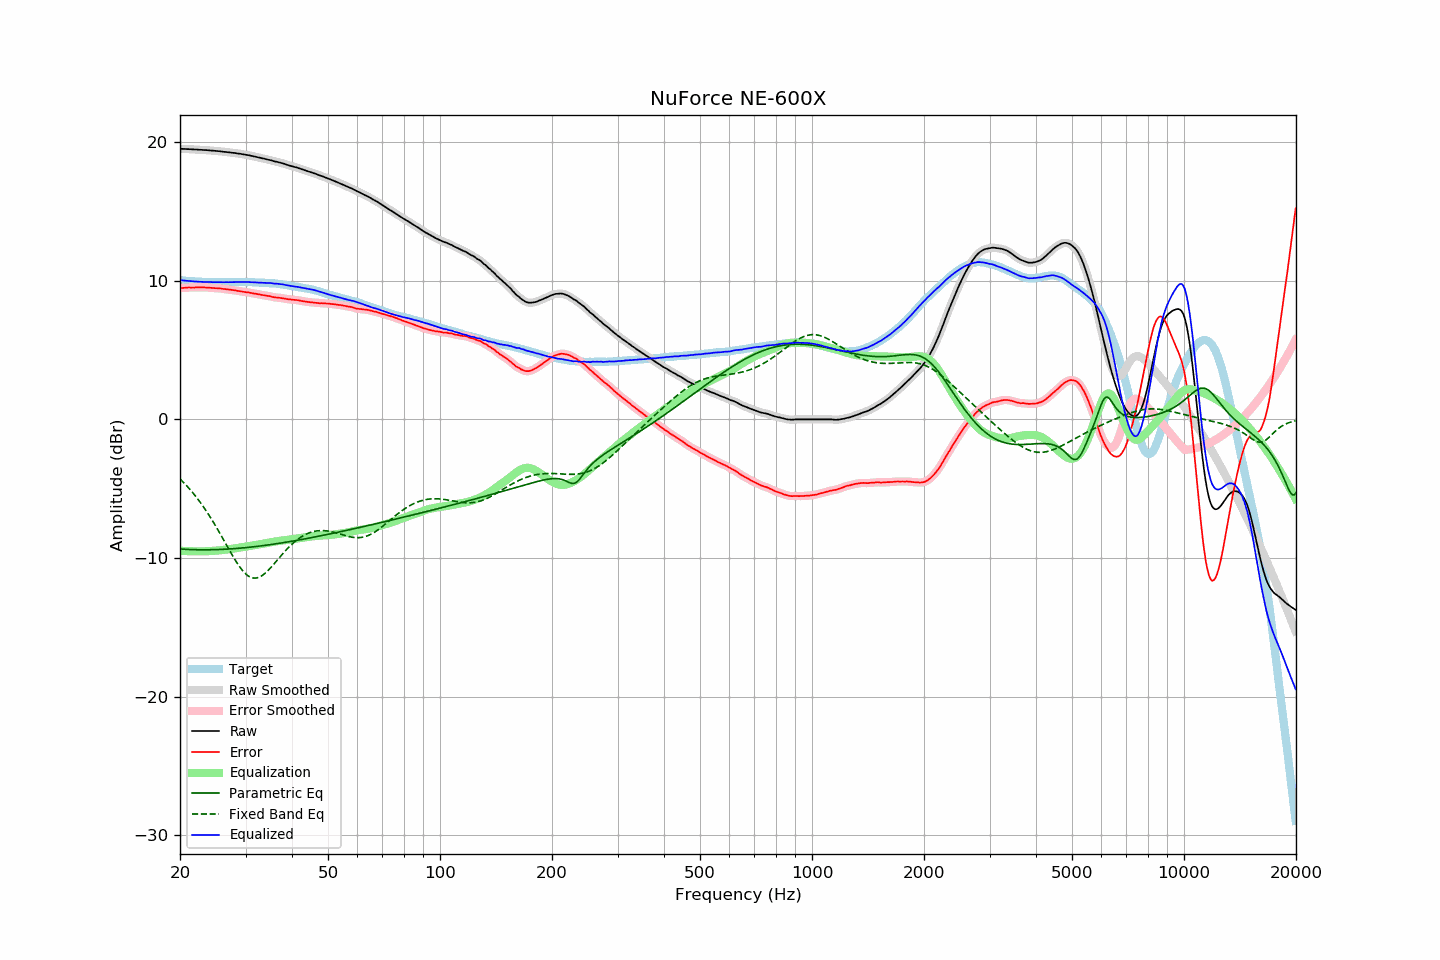 NuForce NE-600X
Amplitude (dBr)
20
10
0
−10
−20
−30
Target
Raw Smoothed
Error Smoothed
Raw
Error
Equalization
Parametric Eq
Fixed Band Eq
Equalized
20 50 100 200 500 1000 2000 5000 10000 20000
Frequency (Hz)